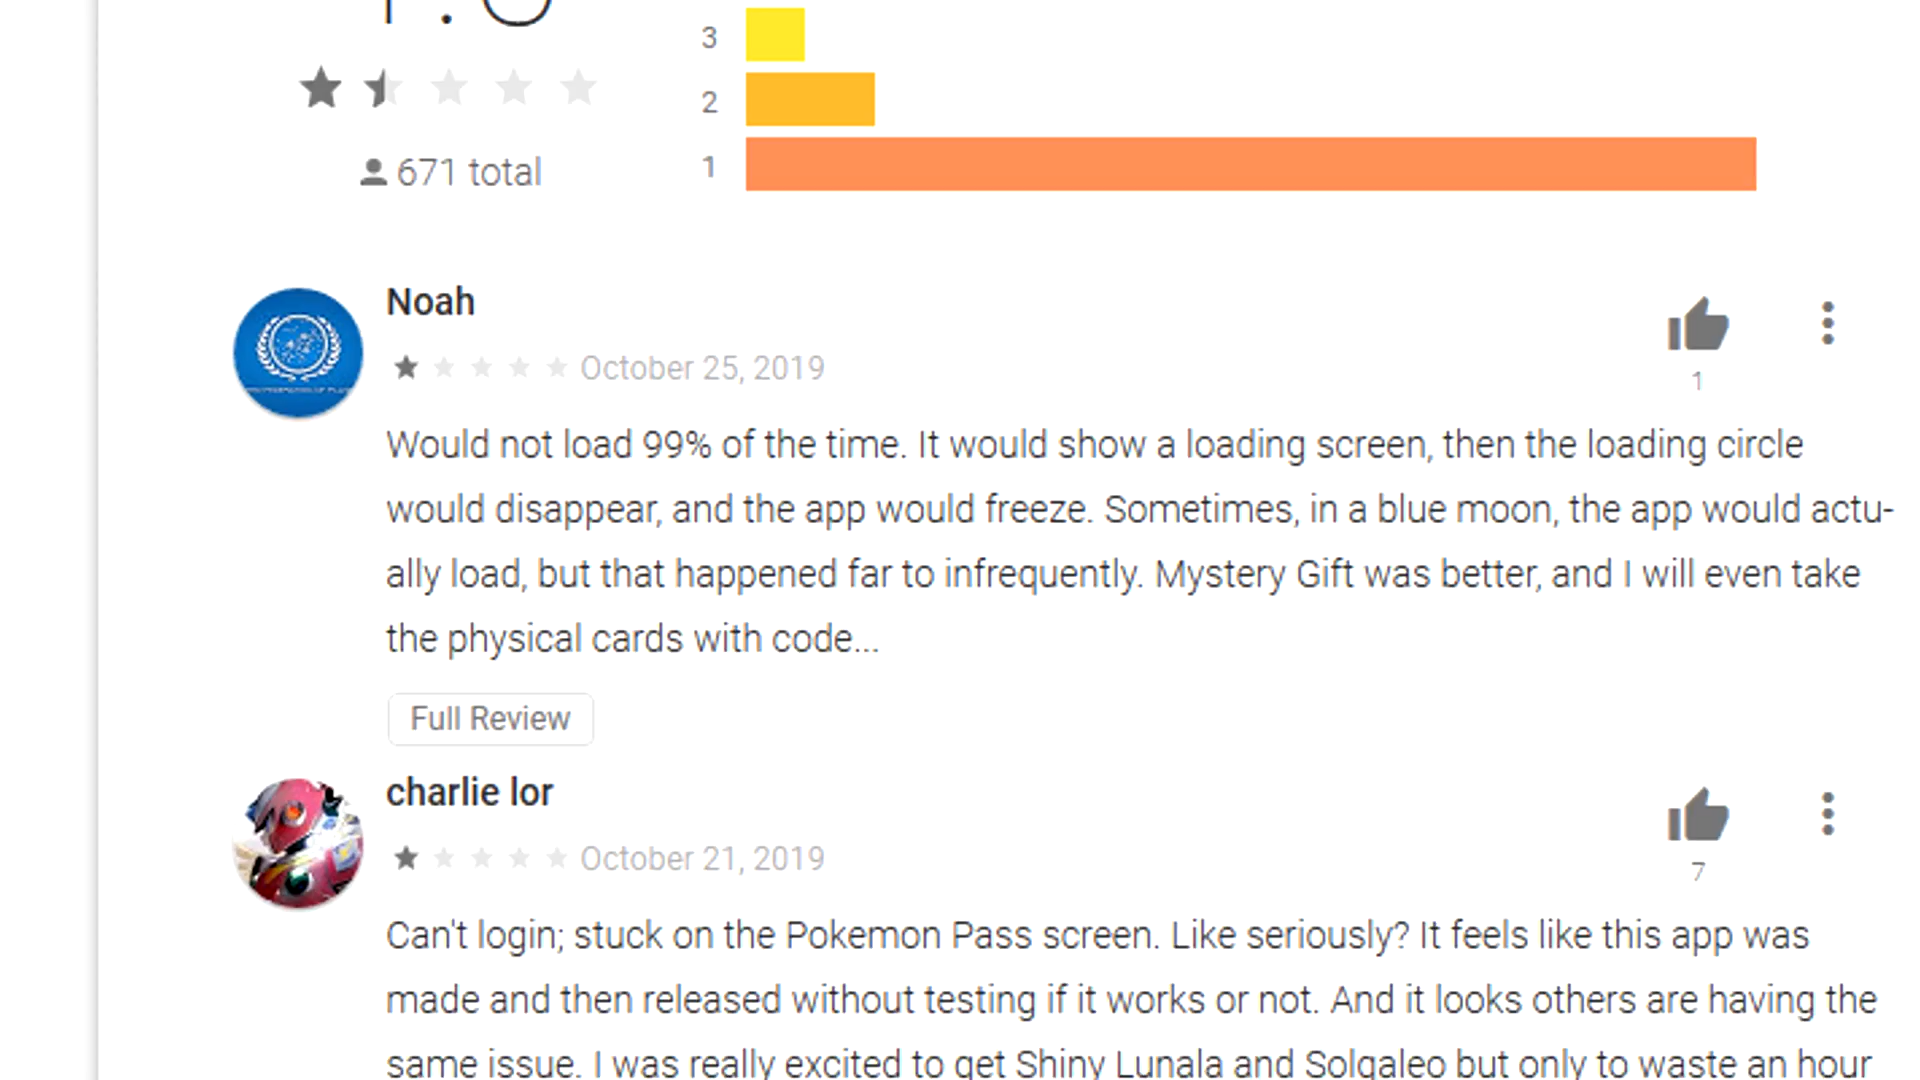 3
2
671 total
1
Noah
October 25, 2019
1
Would not load 99% of the time. It would show a loading screen, then the loading circle
would disappear, and the app would freeze. Sometimes, in a blue moon, the app would actu-
ally load, but that happened far to infrequently. Mystery Gift was better, and I will even take
the physical cards with code...
Full Review
charlie lor
October 21, 2019
7
Can't login; stuck on the Pokemon Pass screen. Like seriously? It feels like this app was
made and then released without testing if it works or not. And it looks others are having the
same issue. I was really excited to get Shiny Lunala and Solgaleo but only to waste an hour